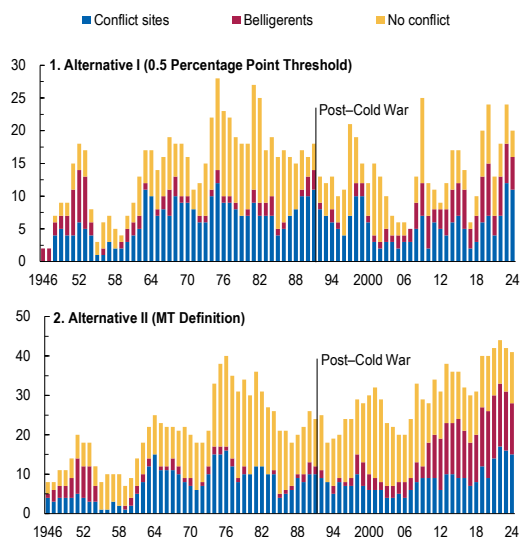 Conflict sites Belligerents No conflict
1. Alternative I (0.5 Percentage Point Threshold)
30
25
20
15
10
5
0
Post–Cold War
1946 52 58 64 70 76 82 88 94 2000 06 12 18 24
2. Alternative II (MT Definition)
50
40
30
20
10
0
Post–Cold War
1946 52 58 64 70 76 82 88 94 2000 06 12 18 24